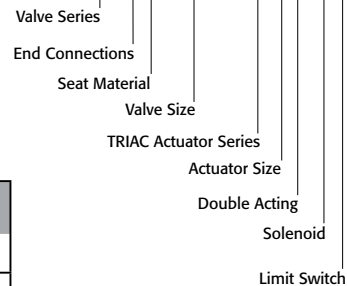 Valve Series
End Connections
Seat Material
Valve Size
TRIAC Actuator Series
Actuator Size
Double Acting
Solenoid
Limit Switch